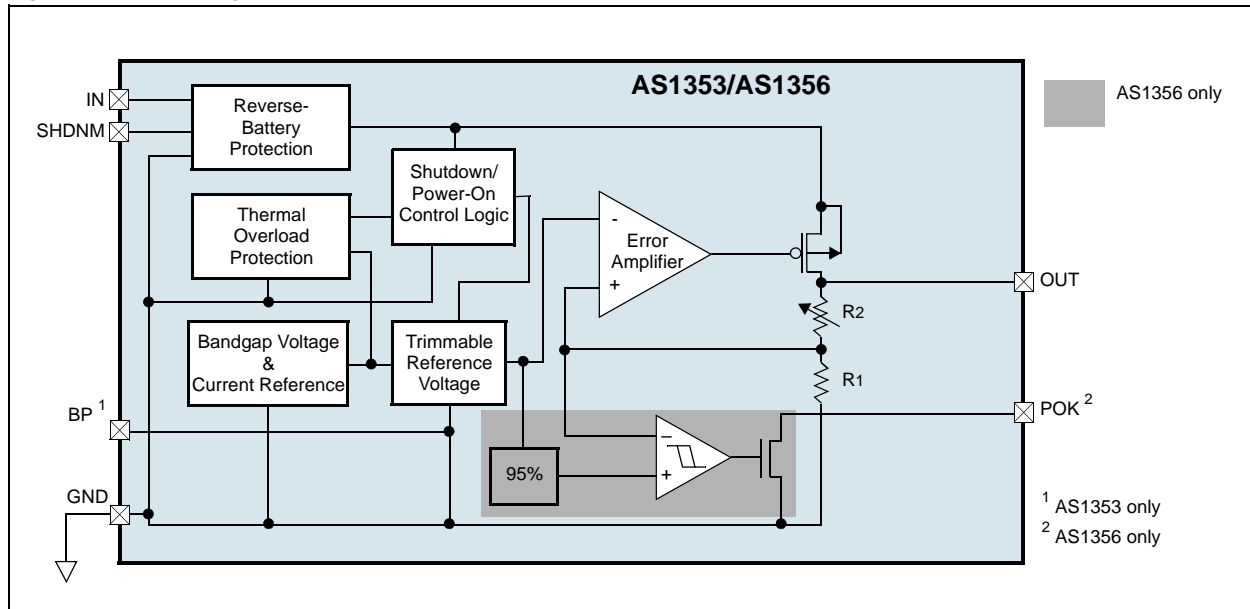 AS1353/AS1356
AS1356 only
IN
SHDNM
Reverse-
Battery
Protection
Shutdown/
Power-On
Control Logic
Thermal
Overload
Protection
-
Error
Amplifier
+
OUT
R2
Bandgap Voltage
&
Current Reference
Trimmable
Reference
Voltage
R1
BP 1
POK 2
–
95%
+
GND
1 AS1353 only
2 AS1356 only